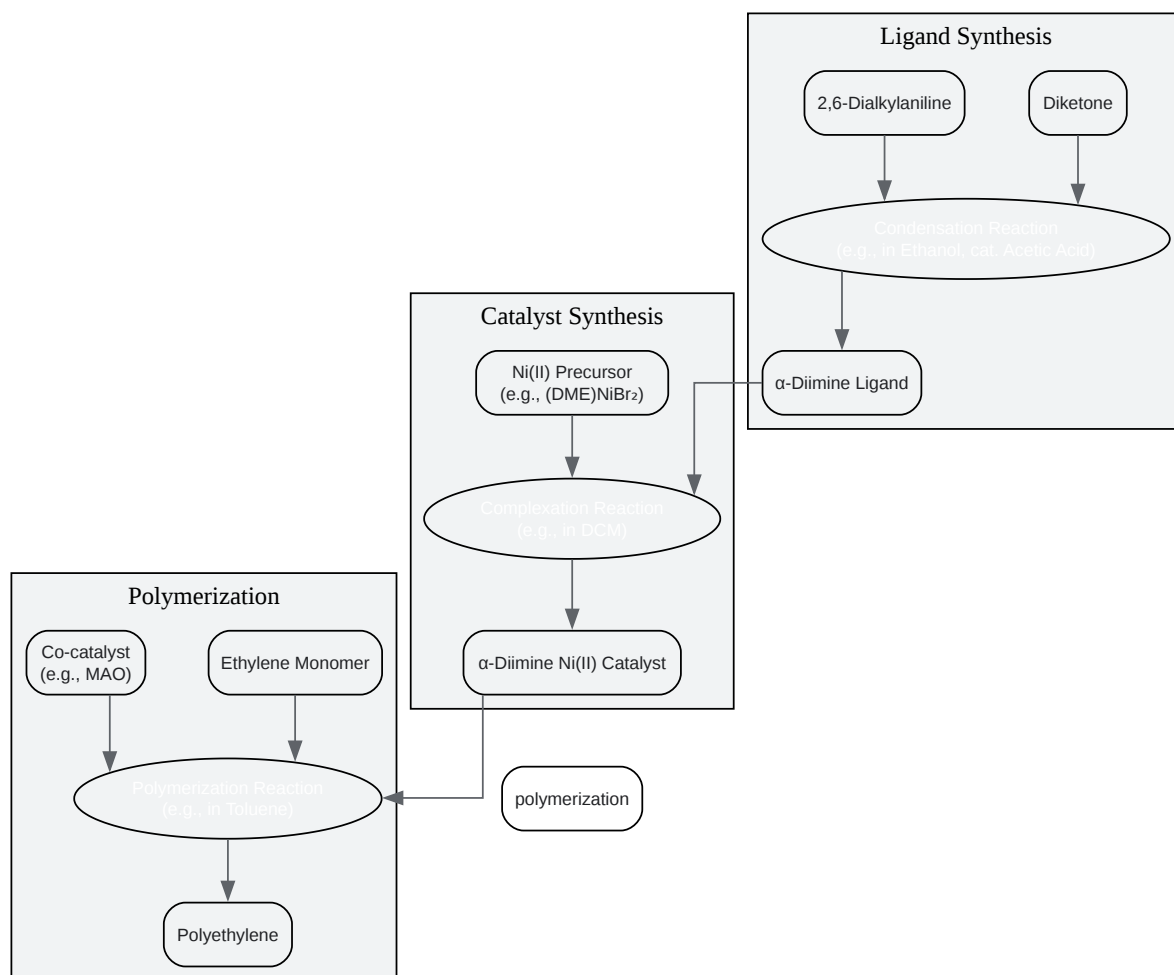 Ligand Synthesis
2,6-Dialkylaniline
Diketone
Condensation Reaction
(e.g., in Ethanol, cat. Acetic Acid)
α-Diimine Ligand
Catalyst Synthesis
Ni(II) Precursor
(e.g., (DME)NiBr₂)
Complexation Reaction
(e.g., in DCM)
α-Diimine Ni(II) Catalyst
Polymerization
Co-catalyst
(e.g., MAO)
Ethylene Monomer
Polymerization Reaction
(e.g., in Toluene)
Polyethylene
polymerization